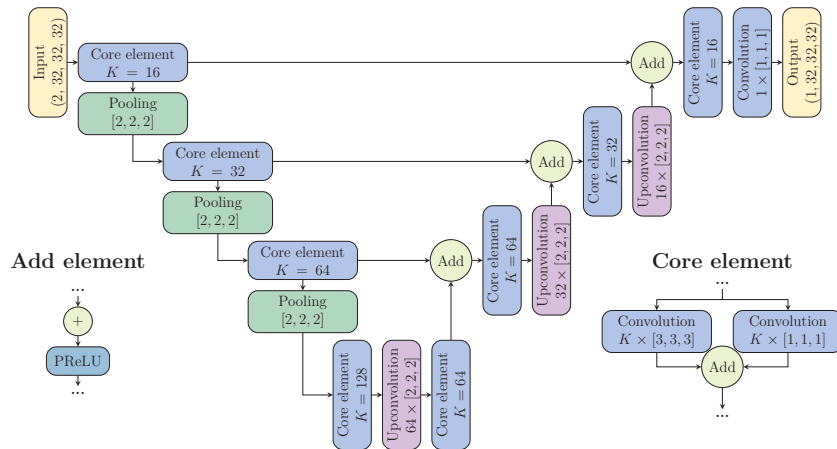 Input
(2, 32, 32, 32)
Core element
K = 16
Add
Core element
K = 16
Convolution
1 × [1, 1, 1]
Output
(1, 32, 32, 32)
Pooling
[2, 2, 2]
Core element
K = 32
Add
Core element
K = 32
Upconvolution
16 × [2, 2, 2]
Pooling
[2, 2, 2]
Core element
K = 64
Add
Core element
K = 64
Upconvolution
32 × [2, 2, 2]
Pooling
[2, 2, 2]
Core element
K = 128
Upconvolution
64 × [2, 2, 2]
Core element
K = 64
Add element
...
+
PReLU
...
Core element
...
Convolution
K × [3, 3, 3]
Convolution
K × [1, 1, 1]
Add
...